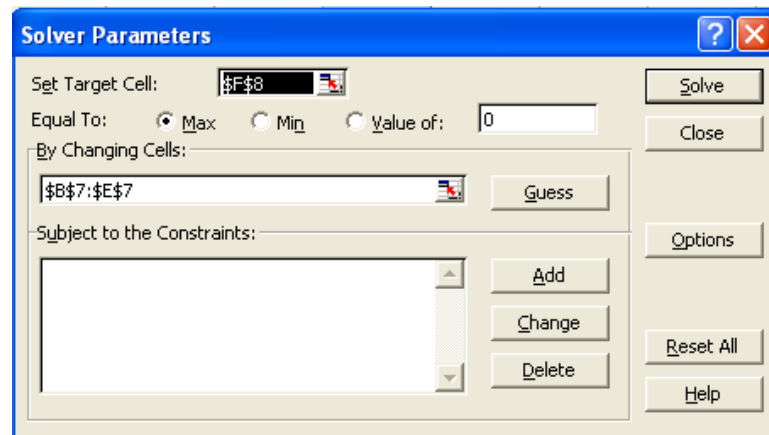 Solver Parameters
?
Set Target Cell: $F$8 Solve
Equal To: Max Min Value of: 0 Close
By Changing Cells:
$B$7:$E$7 Guess
Subject to the Constraints: Options
Add
Change
Reset All
Delete
Help